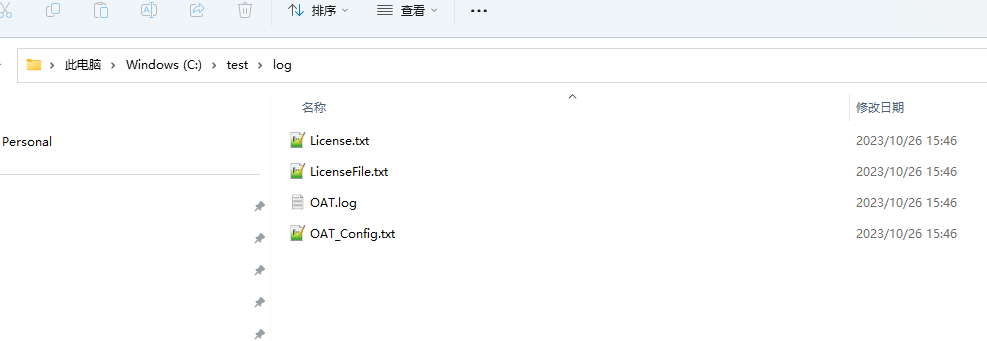 排序 查看
此电脑 Windows (C:) test log
名称 修改日期
Personal
License.txt 2023/10/26 15:46
LicenseFile.txt 2023/10/26 15:46
OAT.log 2023/10/26 15:46
OAT_Config.txt 2023/10/26 15:46